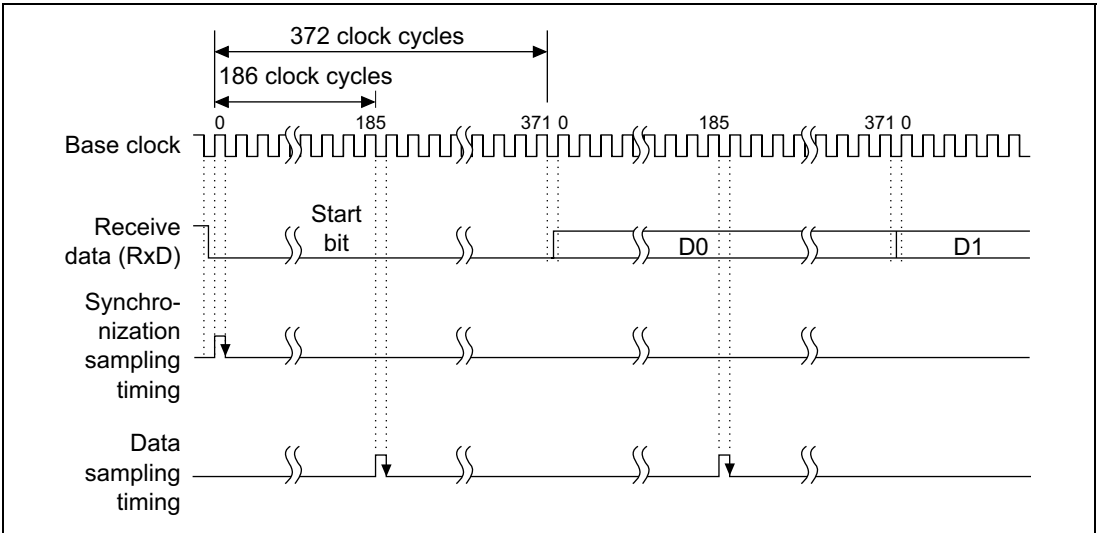 372 clock cycles
186 clock cycles
0 185 371 0 185 371 0
Base clock
Receive
data (RxD)
Start
bit
D0 D1
Synchro-
nization
sampling
timing
Data
sampling
timing